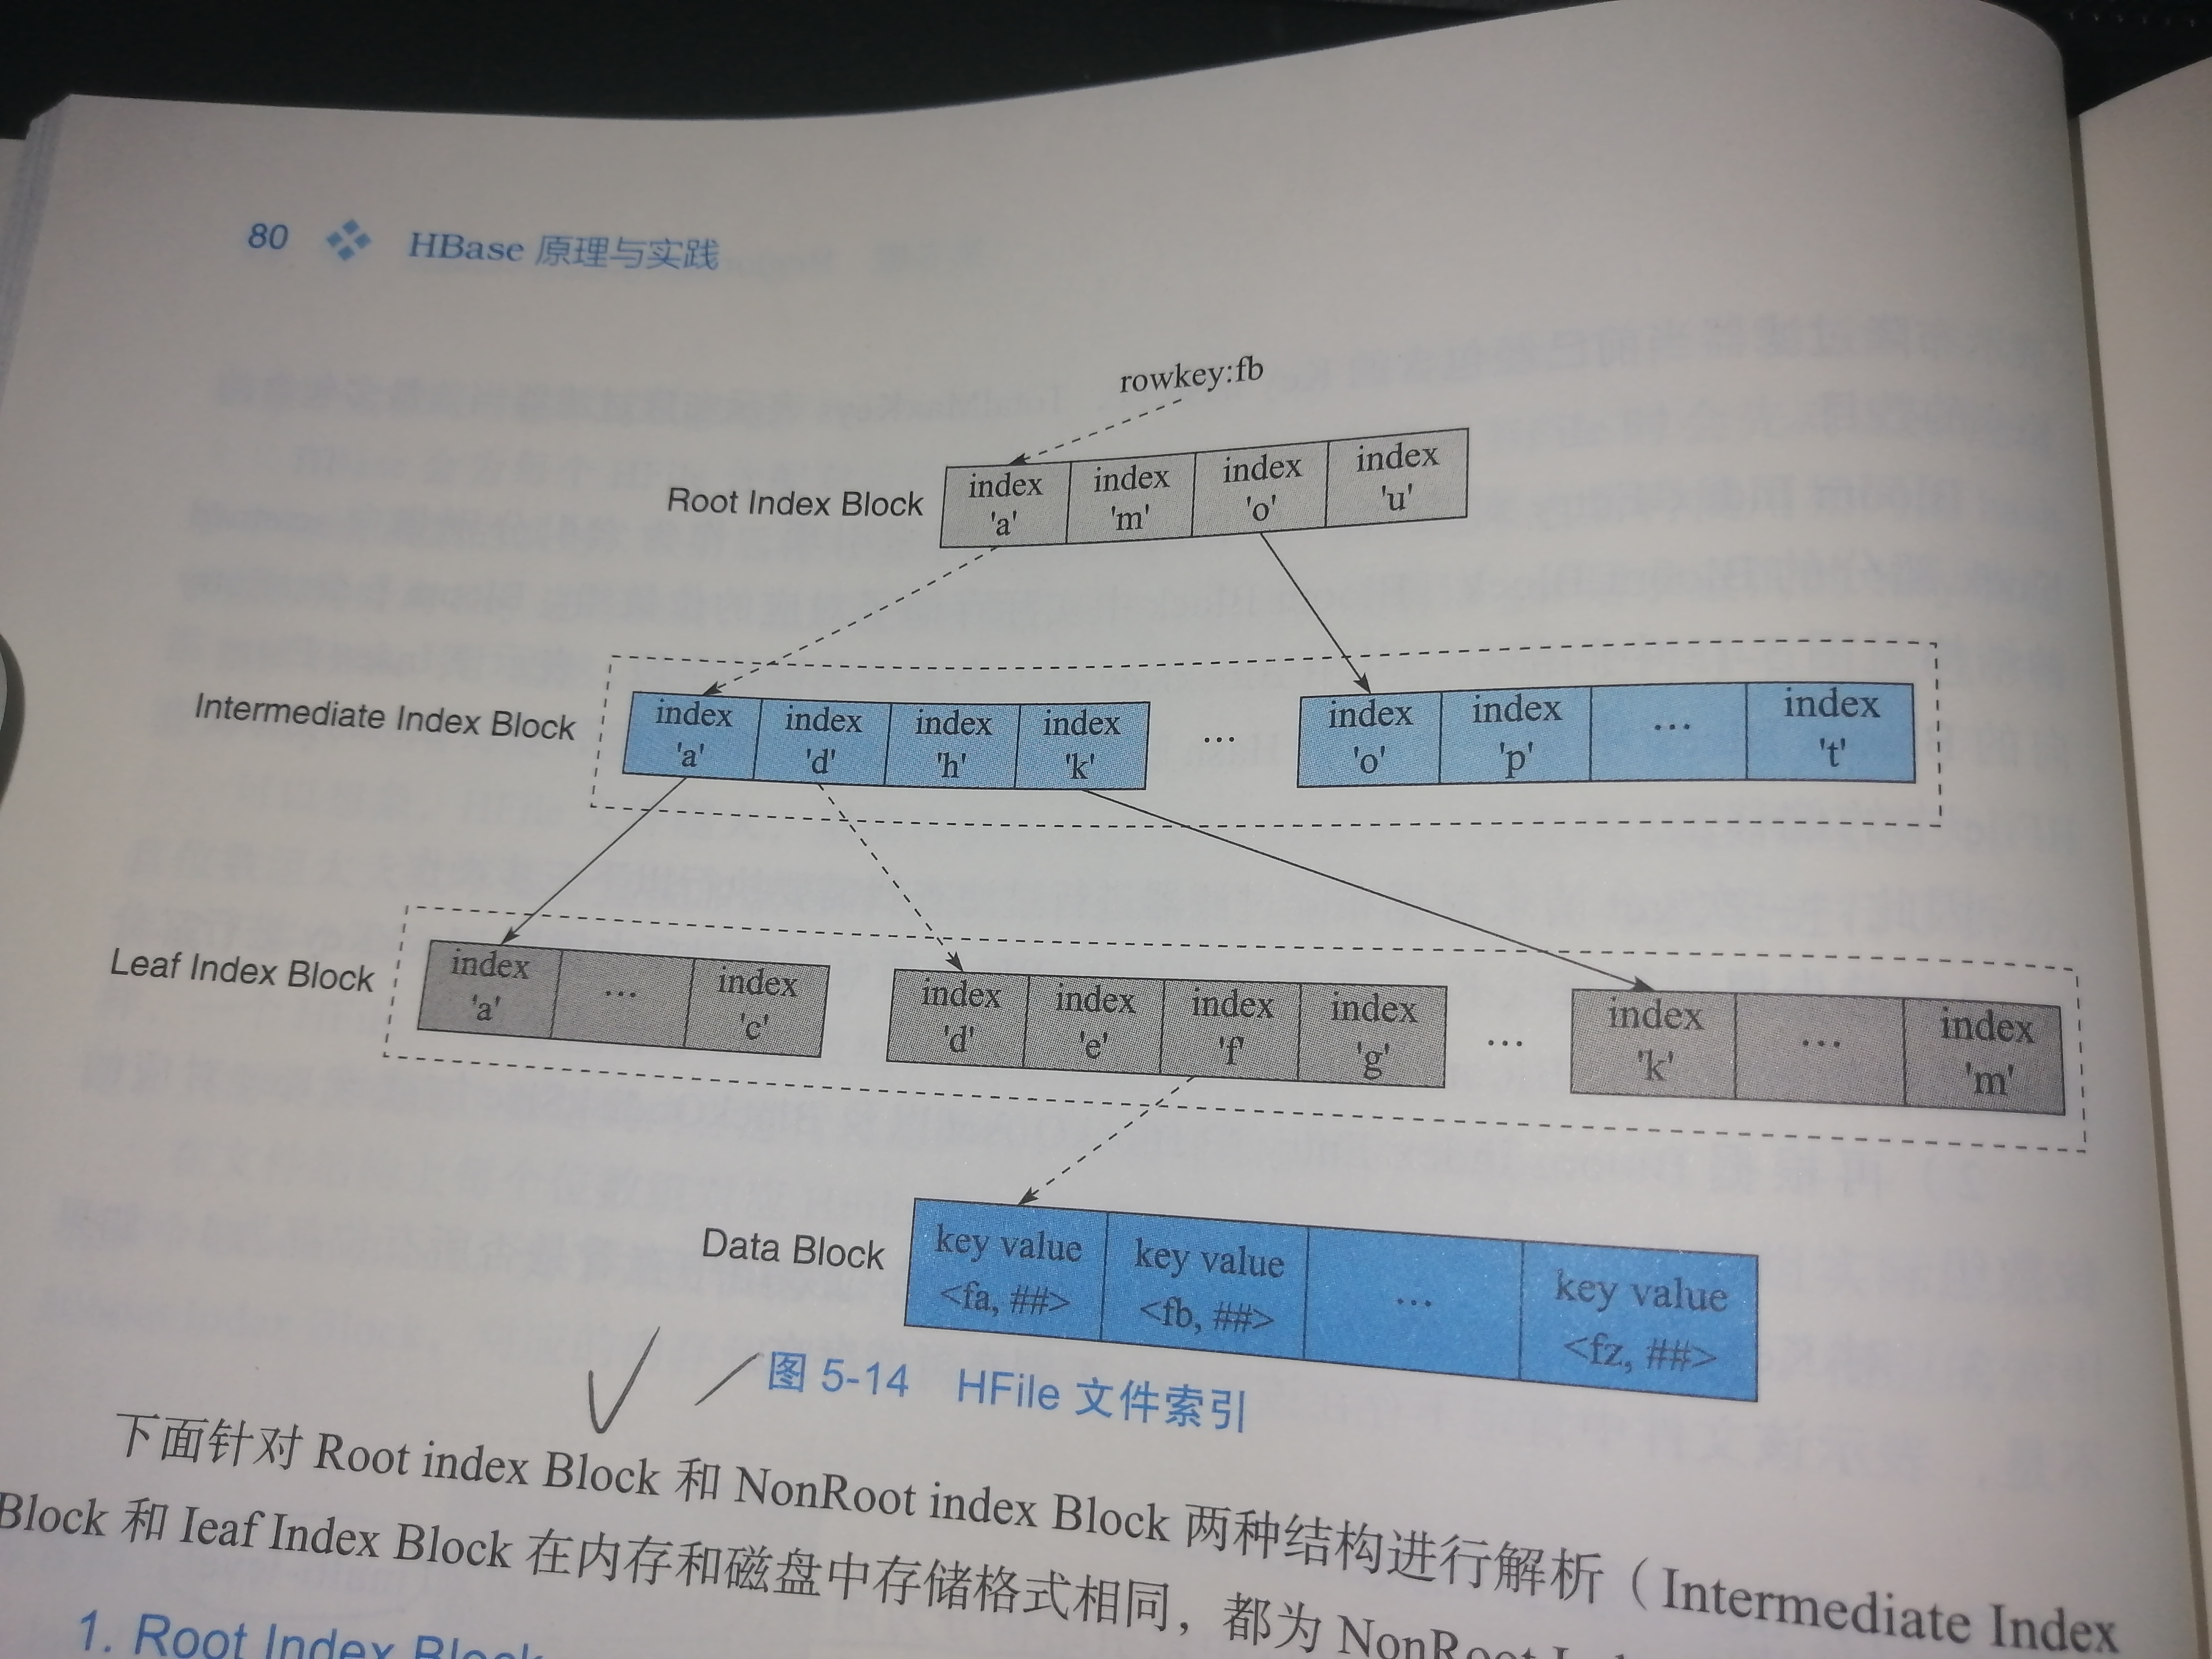 80 HBase 原理与实践
rowkey:fb
Root Index Block
index 'a'
index 'm'
index 'o'
index 'u'
Intermediate Index Block
index 'a'
index 'd'
index 'h'
index 'k'
...
index 'o'
index 'p'
...
index 't'
Leaf Index Block
index 'a'
...
index 'c'
index 'd'
index 'e'
index 'f'
index 'g'
...
index 'k'
...
index 'm'
Data Block
key value <fa, ##>
key value <fb, ##>
...
key value <fz, ##>
图 5-14 HFile 文件索引
下面针对 Root index Block 和 NonRoot index Block 两种结构进行解析（Intermediate Index
Block 和 Ieaf Index Block 在内存和磁盘中存储格式相同，都为 NonRoot
1. Root Index Block